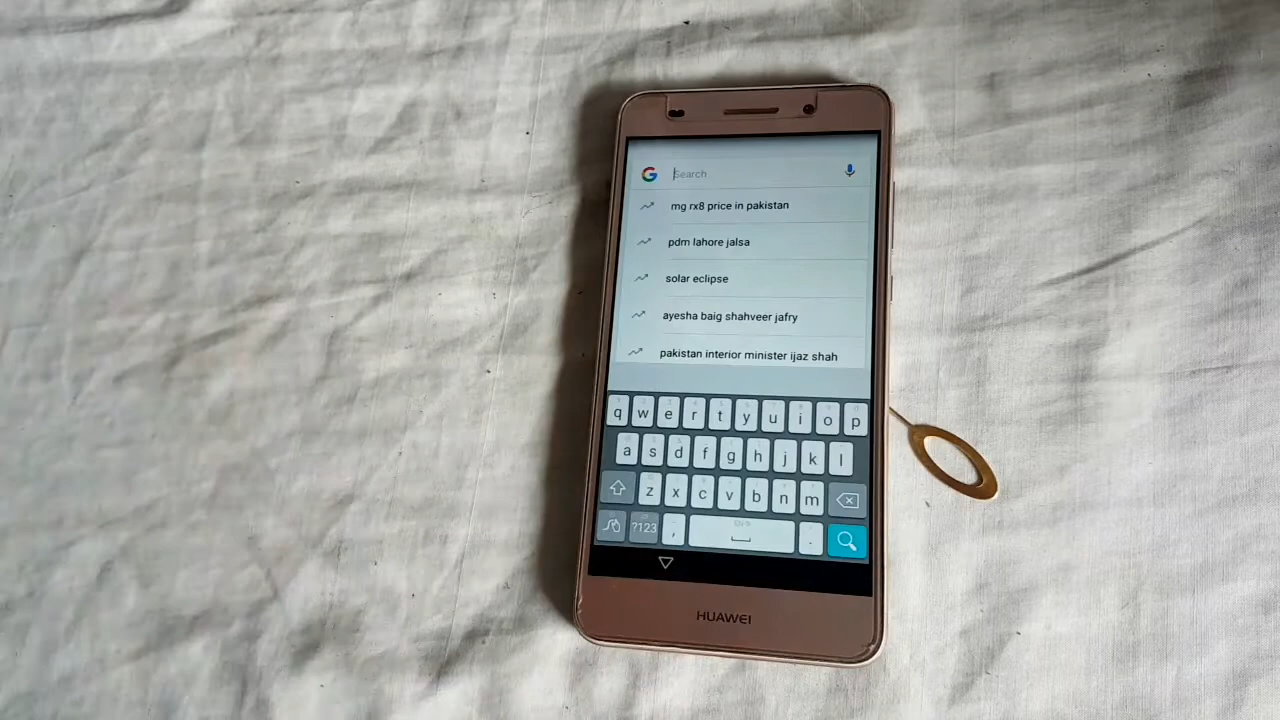 Search
mg rx8 price in pakistan
pdm lahore jalsa
solar eclipse
ayesha baig shahveer jafry
pakistan interior minister ijaz shah
q w e r t y u i o p
a s d f g h j k l
z x c v b n m
?123 , .
HUAWEI